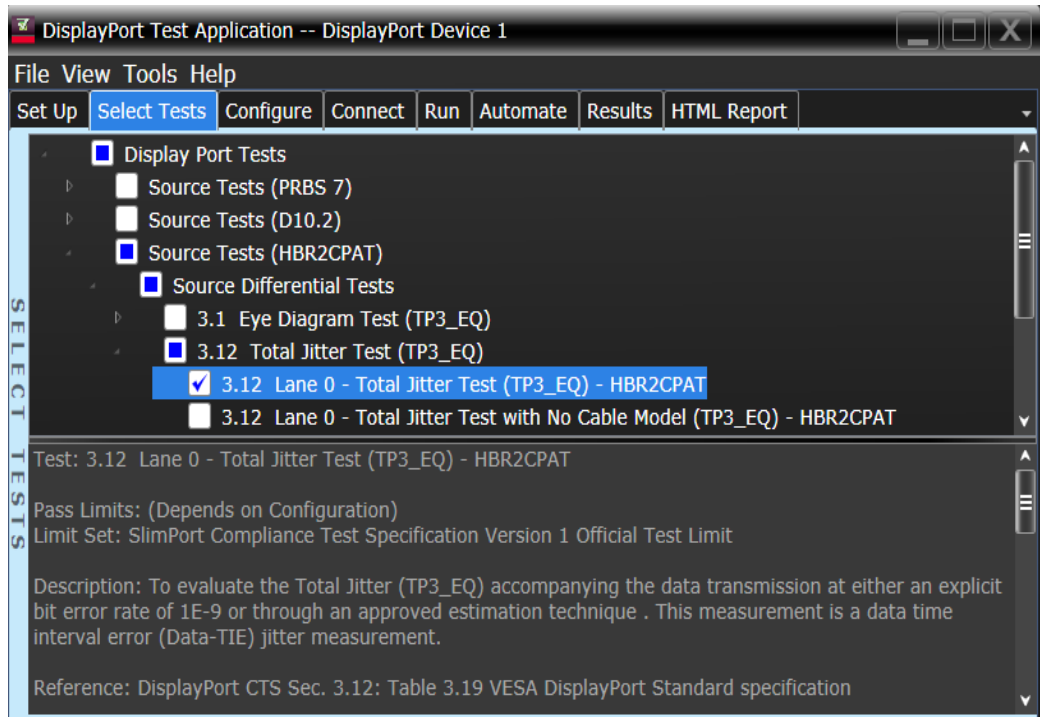 DisplayPort Test Application -- DisplayPort Device 1
File View Tools Help
Set Up Select Tests Configure Connect Run Automate Results HTML Report
Display Port Tests
Source Tests (PRBS 7)
Source Tests (D10.2)
Source Tests (HBR2CPAT)
Source Differential Tests
3.1 Eye Diagram Test (TP3_EQ)
3.12 Total Jitter Test (TP3_EQ)
3.12 Lane 0 - Total Jitter Test (TP3_EQ) - HBR2CPAT
3.12 Lane 0 - Total Jitter Test with No Cable Model (TP3_EQ) - HBR2CPAT
SELECT TESTS
Test: 3.12 Lane 0 - Total Jitter Test (TP3_EQ) - HBR2CPAT
Pass Limits: (Depends on Configuration)
Limit Set: SlimPort Compliance Test Specification Version 1 Official Test Limit
Description: To evaluate the Total Jitter (TP3_EQ) accompanying the data transmission at either an explicit
bit error rate of 1E-9 or through an approved estimation technique . This measurement is a data time
interval error (Data-TIE) jitter measurement.
Reference: DisplayPort CTS Sec. 3.12: Table 3.19 VESA DisplayPort Standard specification